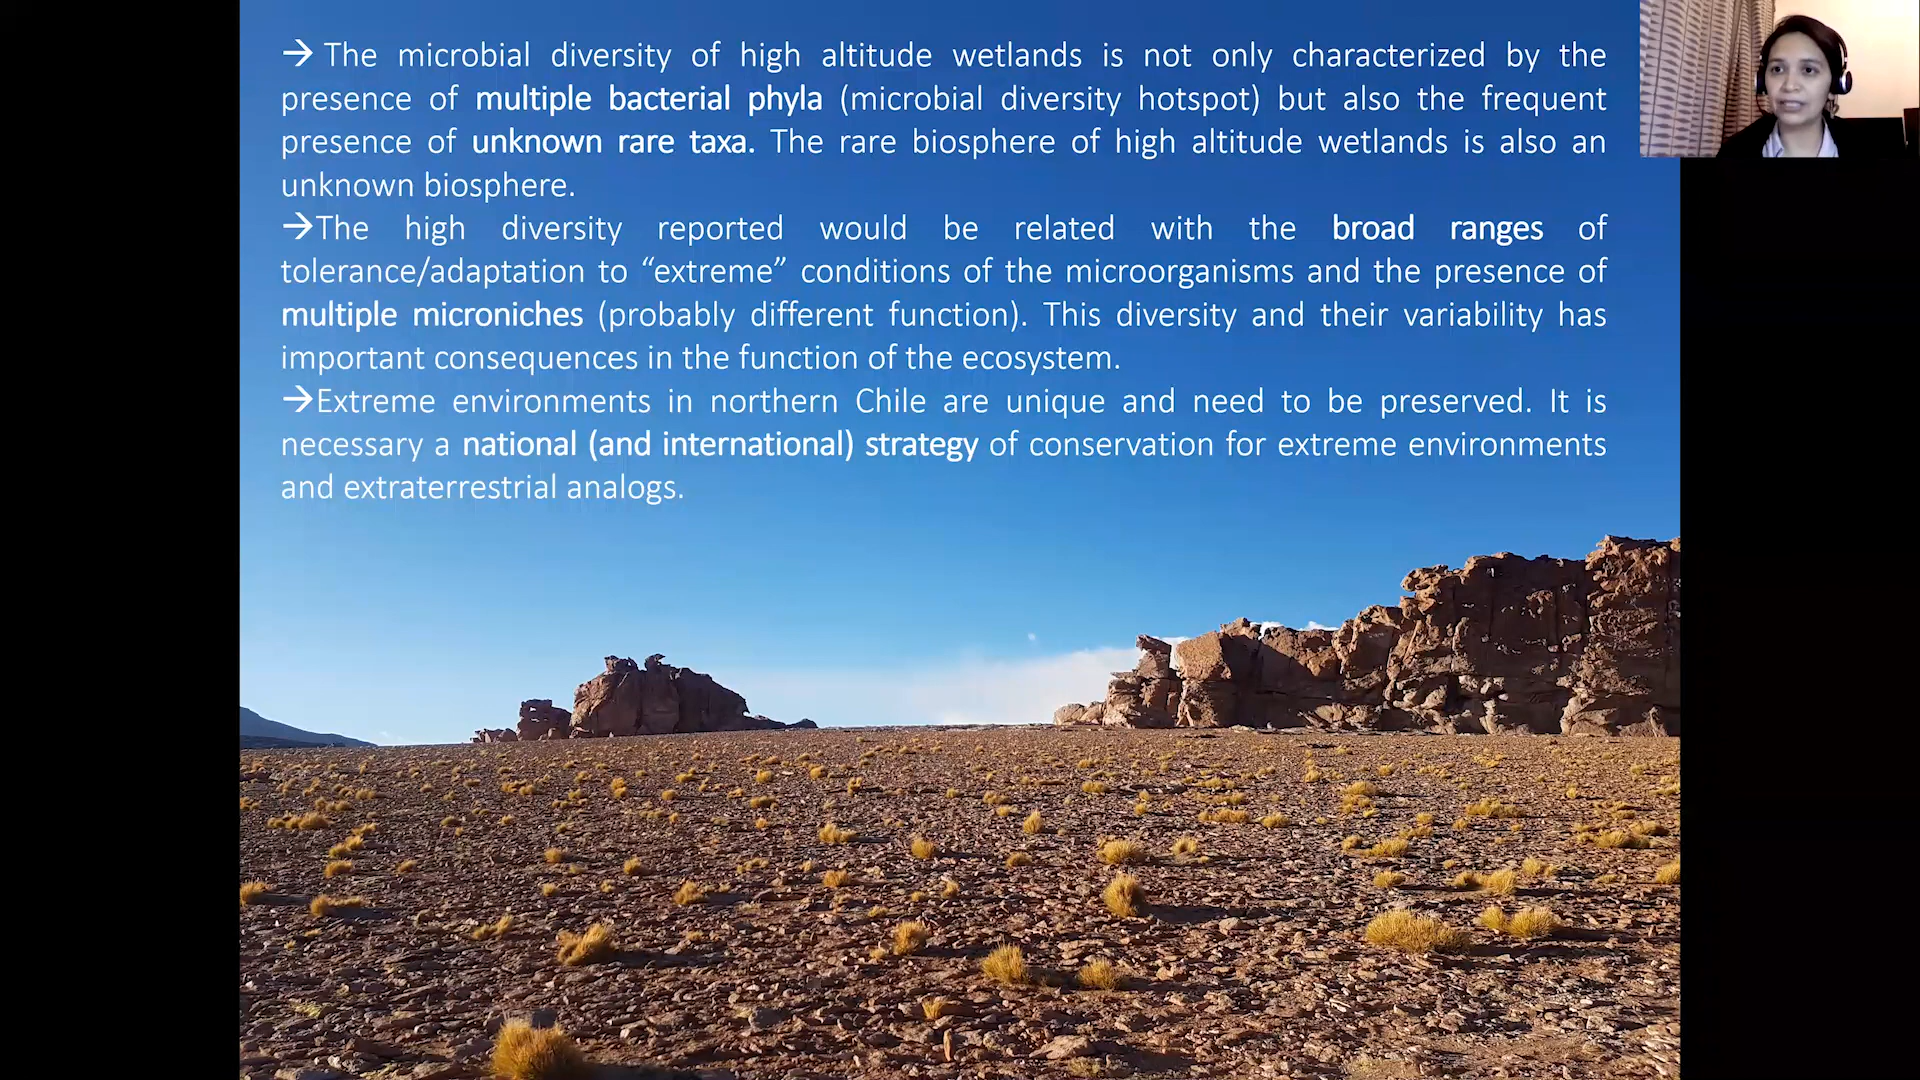 → The microbial diversity of high altitude wetlands is not only characterized by the
presence of multiple bacterial phyla (microbial diversity hotspot) but also the frequent
presence of unknown rare taxa. The rare biosphere of high altitude wetlands is also an
unknown biosphere.
→The high diversity reported would be related with the broad ranges of
tolerance/adaptation to “extreme” conditions of the microorganisms and the presence of
multiple microniches (probably different function). This diversity and their variability has
important consequences in the function of the ecosystem.
→Extreme environments in northern Chile are unique and need to be preserved. It is
necessary a national (and international) strategy of conservation for extreme environments
and extraterrestrial analogs.